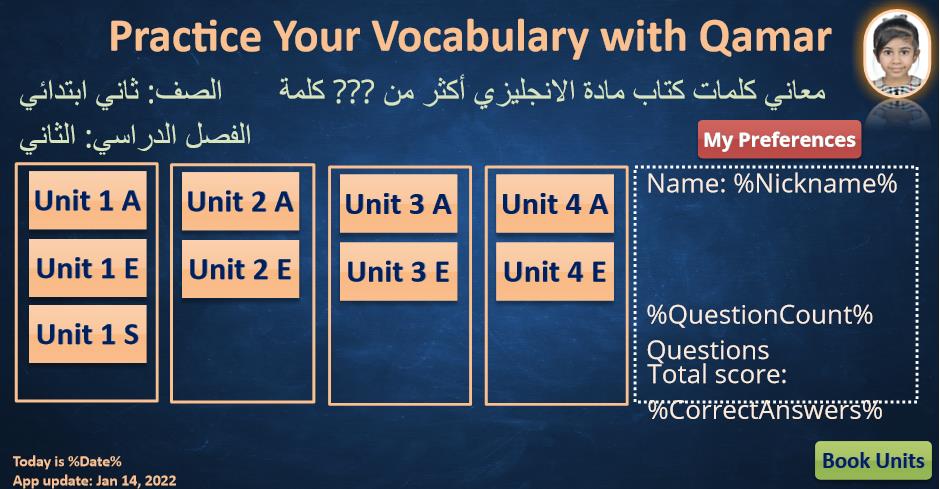 Practice Your Vocabulary with Qamar
معاني كلمات كتاب مادة الانجليزي أكثر من ??? كلمة
الصف: ثاني ابتدائي
الفصل الدراسي: الثاني
My Preferences
Unit 1 A
Unit 1 E
Unit 1 S
Unit 2 A
Unit 2 E
Unit 3 A
Unit 3 E
Unit 4 A
Unit 4 E
Name: %Nickname%
%QuestionCount%
Questions
Total score:
%CorrectAnswers%
Today is %Date%
App update: Jan 14, 2022
Book Units